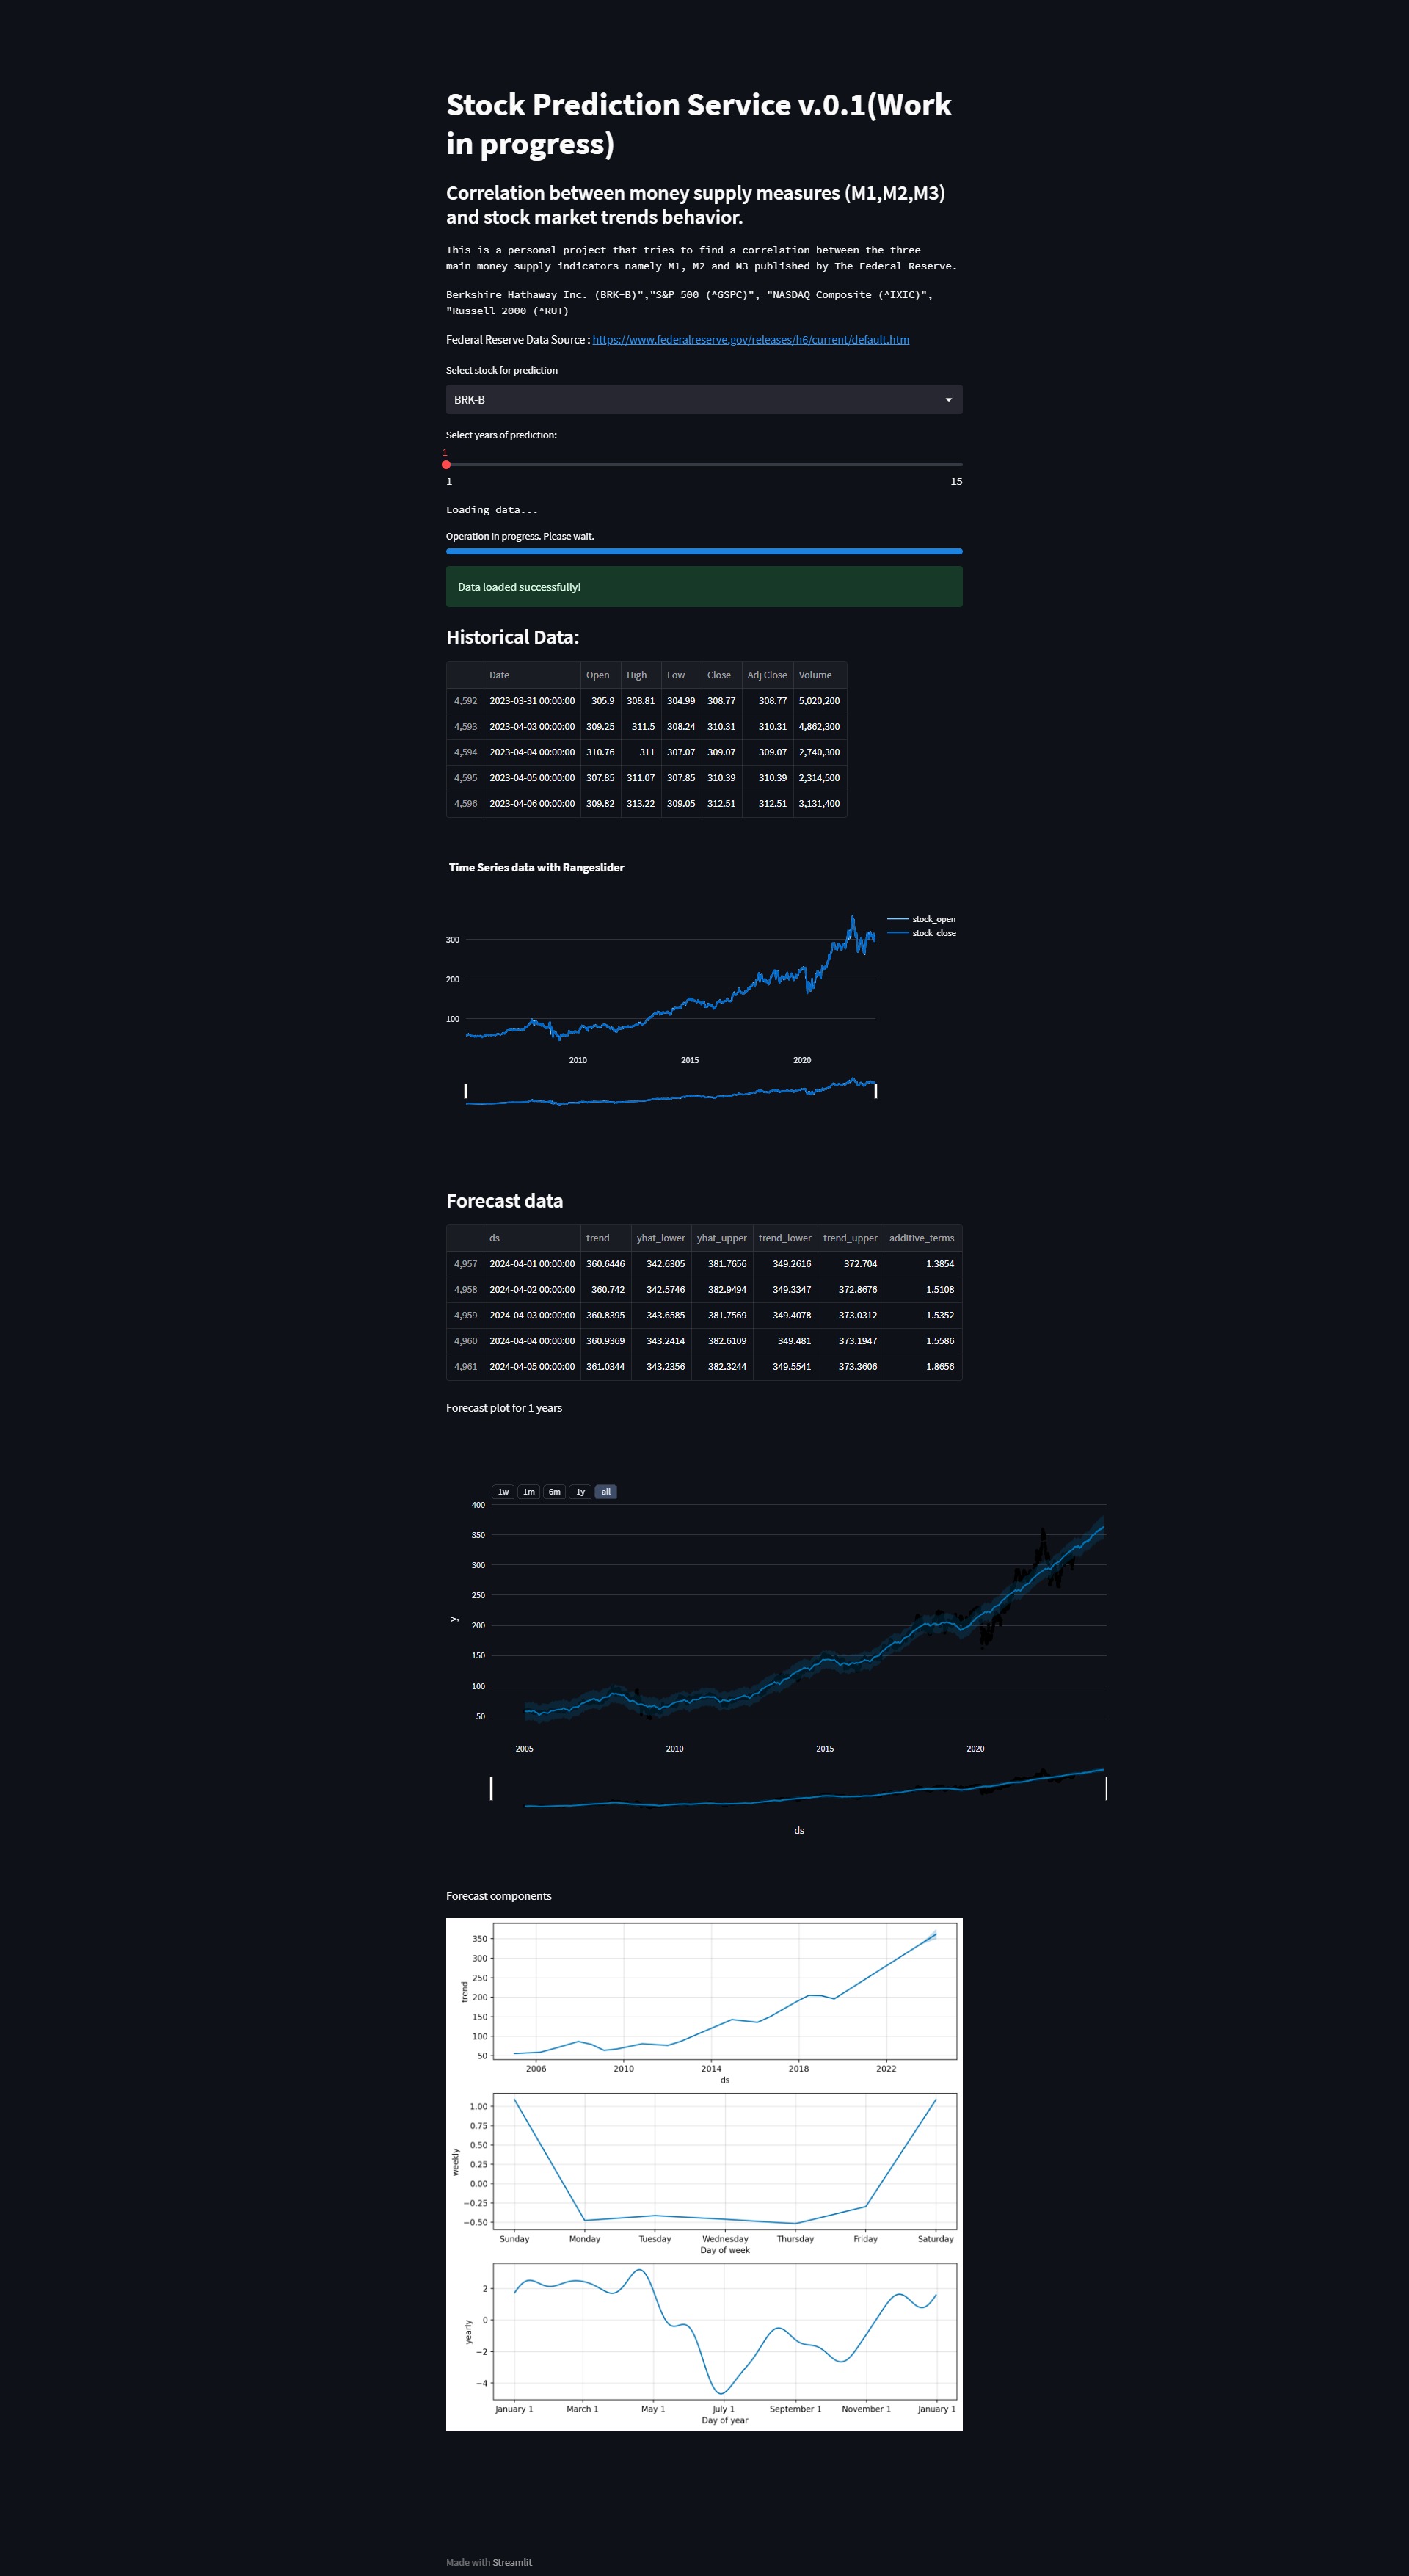 Stock Prediction Service v.0.1(Work
in progress)
Correlation between money supply measures (M1,M2,M3)
and stock market trends behavior.
This is a personal project that tries to find a correlation between the three
main money supply indicators namely M1, M2 and M3 published by The Federal Reserve.
Berkshire Hathaway Inc. (BRK-B)","S&P 500 (^GSPC)", "NASDAQ Composite (^IXIC)",
"Russell 2000 (^RUT)
Federal Reserve Data Source : https://www.federalreserve.gov/releases/h6/current/default.htm
Select stock for prediction
BRK-B
Select years of prediction:
1
1 15
Loading data...
Operation in progress. Please wait.
Data loaded successfully!
Historical Data:
Date Open High Low Close Adj Close Volume
4,592 2023-03-31 00:00:00 305.9 308.81 304.99 308.77 308.77 5,020,200
4,593 2023-04-03 00:00:00 309.25 311.5 308.24 310.31 310.31 4,862,300
4,594 2023-04-04 00:00:00 310.76 311 307.07 309.07 309.07 2,740,300
4,595 2023-04-05 00:00:00 307.85 311.07 307.85 310.39 310.39 2,314,500
4,596 2023-04-06 00:00:00 309.82 313.22 309.05 312.51 312.51 3,131,400
Time Series data with Rangeslider
stock_open
stock_close
300
200
100
2010 2015 2020
Forecast data
ds trend yhat_lower yhat_upper trend_lower trend_upper additive_terms
4,957 2024-04-01 00:00:00 360.6446 342.6305 381.7656 349.2616 372.704 1.3854
4,958 2024-04-02 00:00:00 360.742 342.5746 382.9494 349.3347 372.8676 1.5108
4,959 2024-04-03 00:00:00 360.8395 343.6585 381.7569 349.4078 373.0312 1.5352
4,960 2024-04-04 00:00:00 360.9369 343.2414 382.6109 349.481 373.1947 1.5586
4,961 2024-04-05 00:00:00 361.0344 343.2356 382.3244 349.5541 373.3606 1.8656
Forecast plot for 1 years
1w 1m 6m 1y all
400
350
300
250
y
200
150
100
50
2005 2010 2015 2020
ds
Forecast components
350
300
250
trend
200
150
100
50
2006 2010 2014 2018 2022
ds
1.00
0.75
0.50
0.25
weekly
0.00
−0.25
−0.50
Sunday Monday Tuesday Wednesday Thursday Friday Saturday
Day of week
2
0
yearly
−2
−4
January 1 March 1 May 1 July 1 September 1 November 1 January 1
Day of year
Made with Streamlit